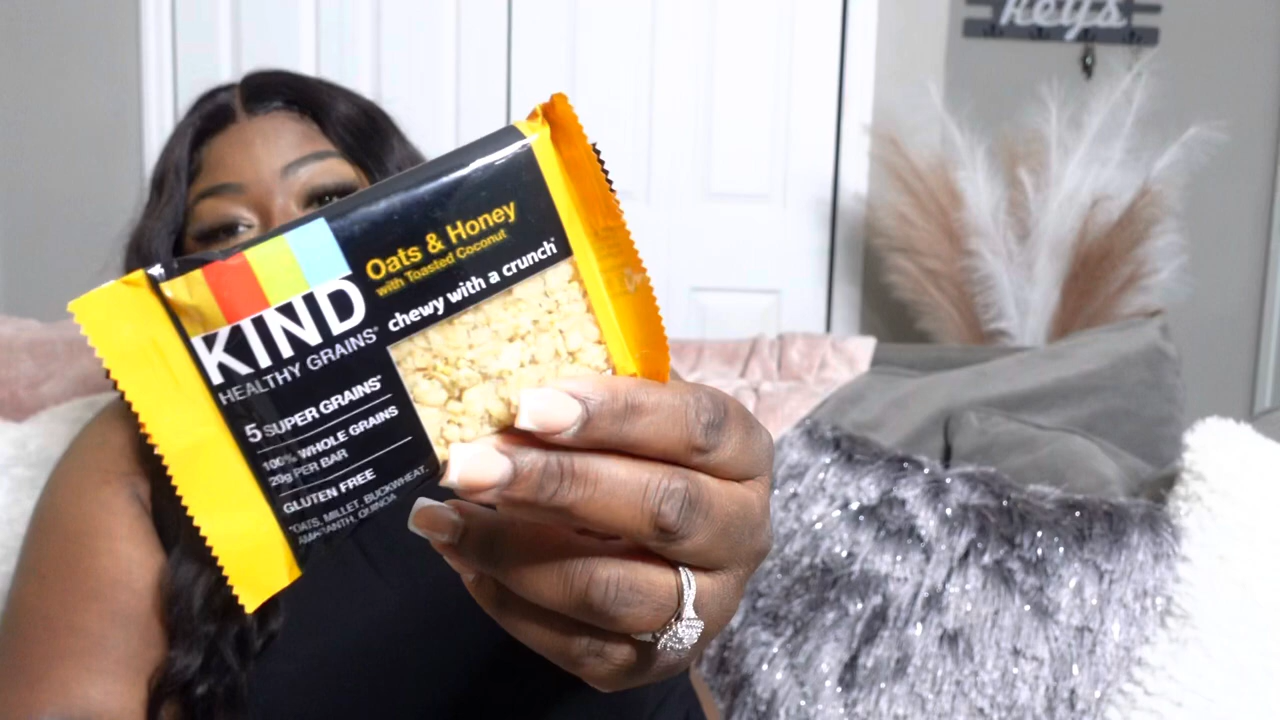 keys
Oats & Honey
with Toasted Coconut
chewy with a crunch
KIND
HEALTHY GRAINS®
5 SUPER GRAINS*
100% WHOLE GRAINS
20g PER BAR
GLUTEN FREE
*OATS, MILLET, BUCKWHEAT,
AMARANTH, QUINOA